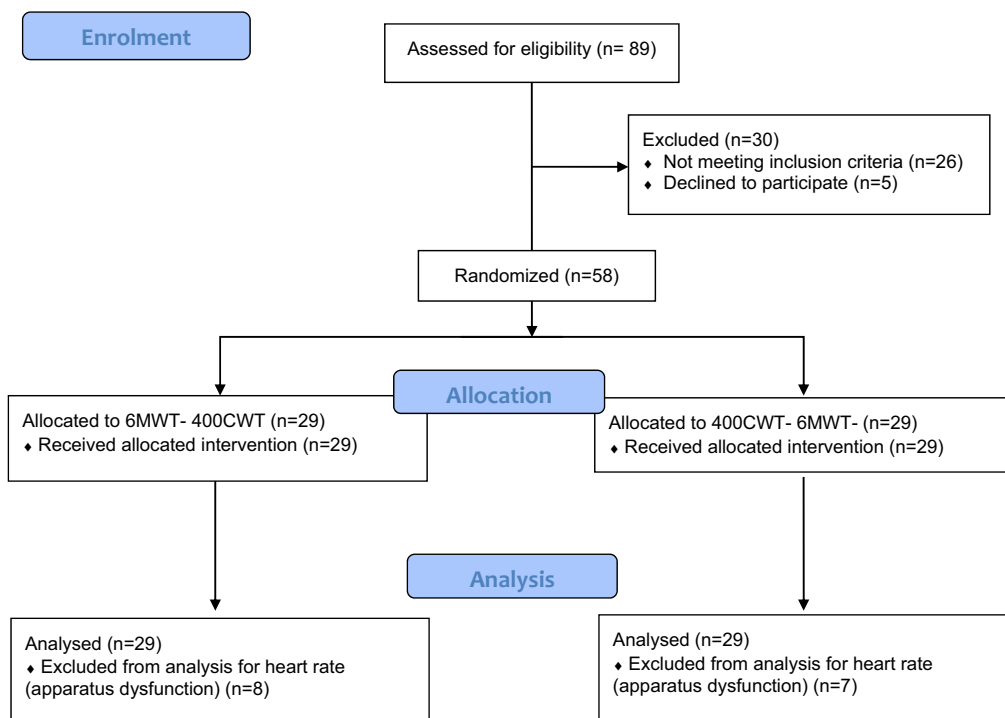 Enrolment
Assessed for eligibility (n= 89)
Excluded (n=30)
♦ Not meeting inclusion criteria (n=26)
♦ Declined to participate (n=5)
Randomized (n=58)
Allocation
Allocated to 6MWT- 400CWT (n=29)
♦ Received allocated intervention (n=29)
Allocated to 400CWT- 6MWT- (n=29)
♦ Received allocated intervention (n=29)
Analysis
Analysed (n=29)
♦ Excluded from analysis for heart rate
(apparatus dysfunction) (n=8)
Analysed (n=29)
♦ Excluded from analysis for heart rate
(apparatus dysfunction) (n=7)